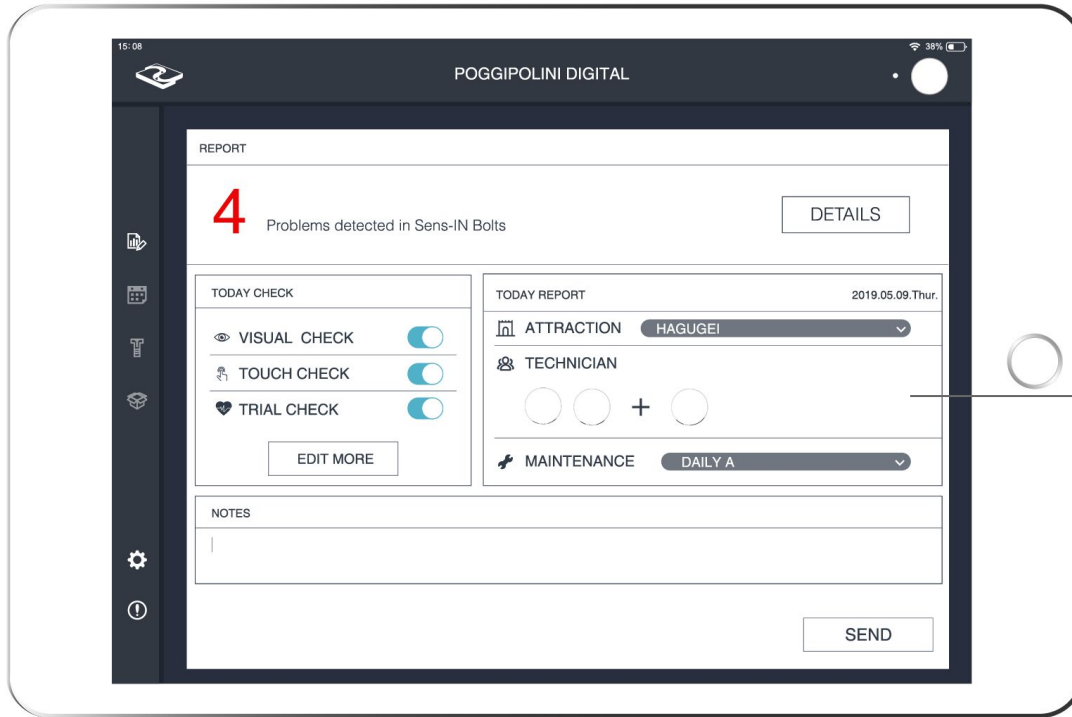 15:08
38%
POGGIPOLINI DIGITAL
REPORT
4 Problems detected in Sens-IN Bolts
DETAILS
TODAY CHECK
VISUAL CHECK
TOUCH CHECK
TRIAL CHECK
EDIT MORE
TODAY REPORT 2019.05.09.Thur.
ATTRACTION HAGUGEI
TECHNICIAN
+
MAINTENANCE DAILY A
NOTES
SEND